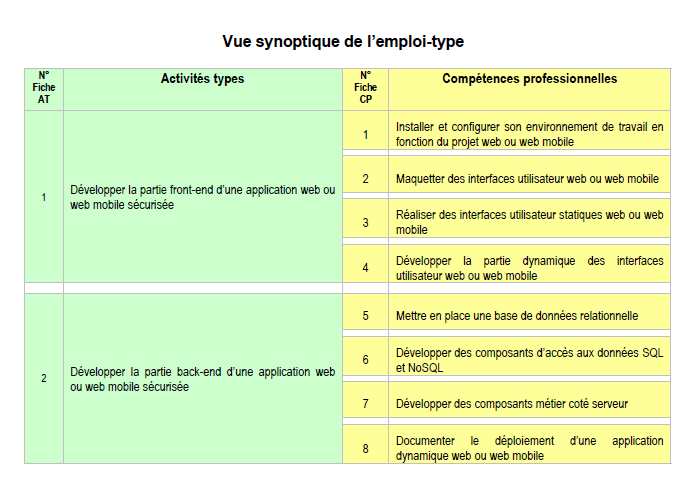 Vue synoptique de l'emploi-type
N°
Fiche
AT
Activités types
N°
Fiche
CP
Compétences professionnelles
1
Développer la partie front-end d'une application web ou
web mobile sécurisée
1
Installer et configurer son environnement de travail en
fonction du projet web ou web mobile
2
Maquetter des interfaces utilisateur web ou web mobile
3
Réaliser des interfaces utilisateur statiques web ou web
mobile
4
Développer la partie dynamique des interfaces
utilisateur web ou web mobile
2
Développer la partie back-end d'une application web
ou web mobile sécurisée
5
Mettre en place une base de données relationnelle
6
Développer des composants d'accès aux données SQL
et NoSQL
7
Développer des composants métier coté serveur
8
Documenter le déploiement d'une application
dynamique web ou web mobile